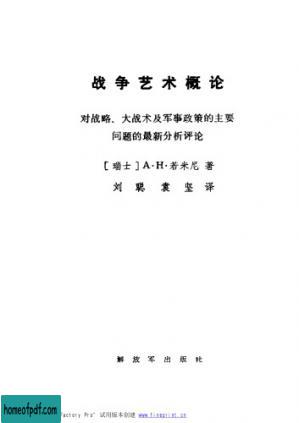 战争艺术概论
对战略、大战术及军事政策的主要
问题的最新分析评论
[瑞士]A·H·若米尼 著
刘聪 袁坚 译
解放军出版社
Factory Pro" 试用版本创建 www.fineprint.cn
homeofpdf.com